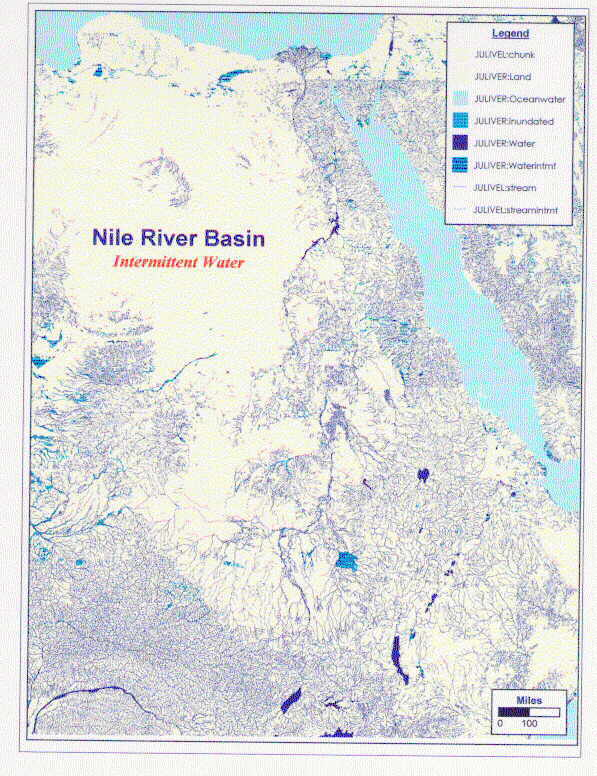 Legend
JULIVEL:chunk
JULIVER:Land
JULIVER:Oceanwater
JULIVER:Inundated
JULIVER:Water
JULIVER:Waterintmt
JULIVEL:stream
JULIVEL:streamintmt
Nile River Basin
Intermittent Water
Miles
0 100